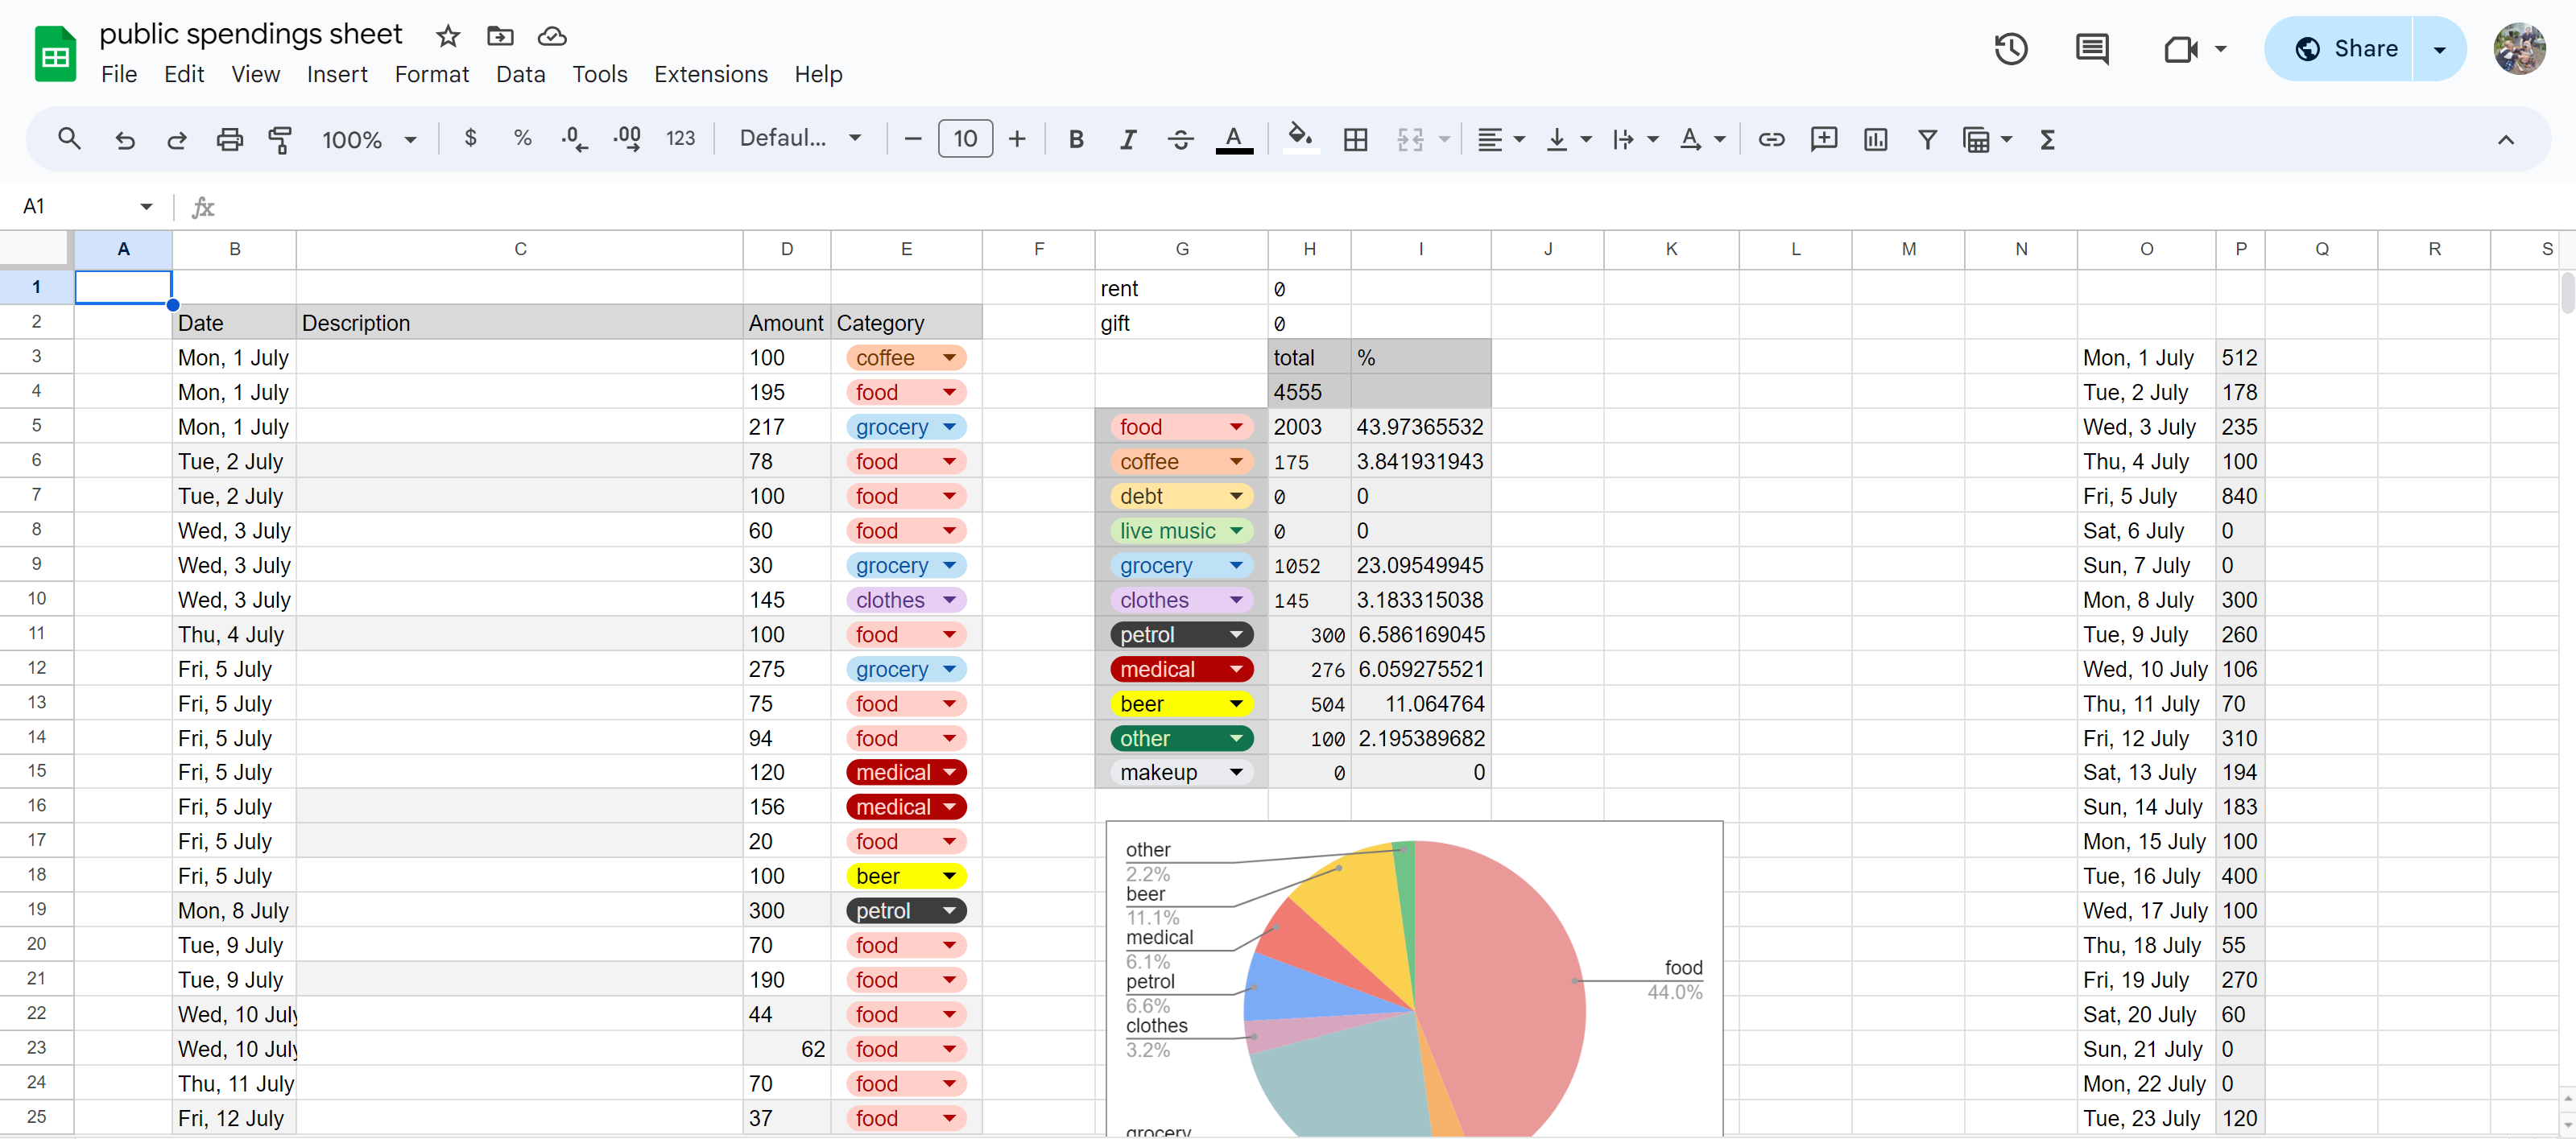 public spendings sheet
File Edit View Insert Format Data Tools Extensions Help
Share
100% $ % .0 .00 123 Defaul... 10 B I A A Σ
A1 fx
A B C D E F G H I J K L M N O P Q R S
1 rent 0
2 Date Description Amount Category gift 0
3 Mon, 1 July 100 coffee total % Mon, 1 July 512
4 Mon, 1 July 195 food 4555 Tue, 2 July 178
5 Mon, 1 July 217 grocery food 2003 43.97365532 Wed, 3 July 235
6 Tue, 2 July 78 food coffee 175 3.841931943 Thu, 4 July 100
7 Tue, 2 July 100 food debt 0 0 Fri, 5 July 840
8 Wed, 3 July 60 food live music 0 0 Sat, 6 July 0
9 Wed, 3 July 30 grocery grocery 1052 23.09549945 Sun, 7 July 0
10 Wed, 3 July 145 clothes clothes 145 3.183315038 Mon, 8 July 300
11 Thu, 4 July 100 food petrol 300 6.586169045 Tue, 9 July 260
12 Fri, 5 July 275 grocery medical 276 6.059275521 Wed, 10 July 106
13 Fri, 5 July 75 food beer 504 11.064764 Thu, 11 July 70
14 Fri, 5 July 94 food other 100 2.195389682 Fri, 12 July 310
15 Fri, 5 July 120 medical makeup 0 0 Sat, 13 July 194
16 Fri, 5 July 156 medical Sun, 14 July 183
17 Fri, 5 July 20 food Mon, 15 July 100
18 Fri, 5 July 100 beer Tue, 16 July 400
19 Mon, 8 July 300 petrol Wed, 17 July 100
20 Tue, 9 July 70 food Thu, 18 July 55
21 Tue, 9 July 190 food Fri, 19 July 270
22 Wed, 10 July 44 food Sat, 20 July 60
23 Wed, 10 July 62 food Sun, 21 July 0
24 Thu, 11 July 70 food Mon, 22 July 0
25 Fri, 12 July 37 food Tue, 23 July 120
other
2.2%
beer
11.1%
medical
6.1%
petrol
6.6%
clothes
3.2%
grocery
food
44.0%